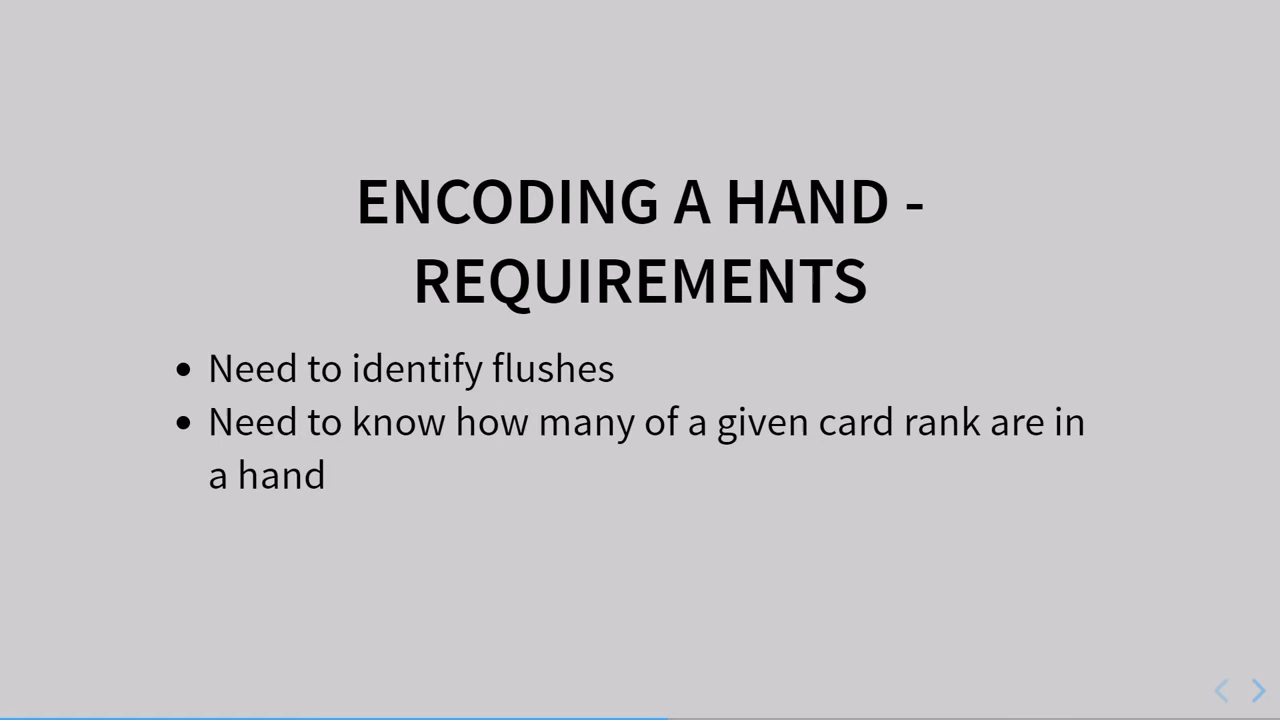 ENCODING A HAND -
REQUIREMENTS
• Need to identify flushes
• Need to know how many of a given card rank are in
a hand